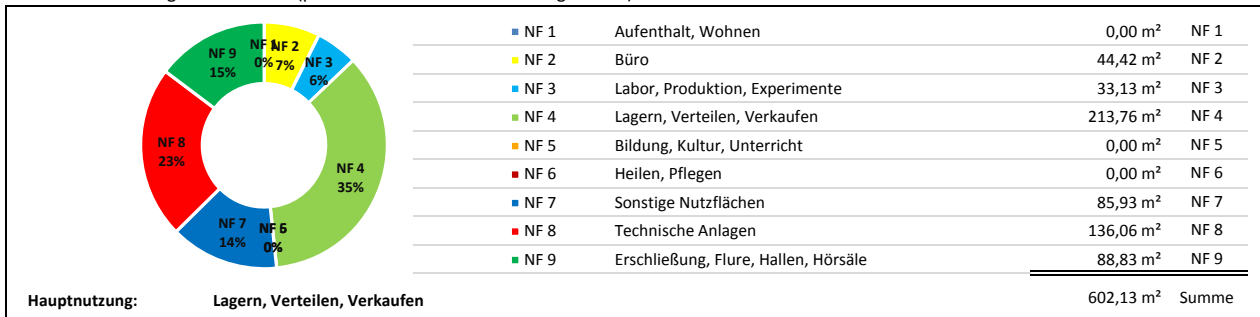 NF 1
0%
NF 2
7%
NF 3
6%
NF 4
35%
NF 5
NF 6
0%
NF 7
14%
NF 8
23%
NF 9
15%
NF 1 Aufenthalt, Wohnen 0,00 m² NF 1
NF 2 Büro 44,42 m² NF 2
NF 3 Labor, Produktion, Experimente 33,13 m² NF 3
NF 4 Lagern, Verteilen, Verkaufen 213,76 m² NF 4
NF 5 Bildung, Kultur, Unterricht 0,00 m² NF 5
NF 6 Heilen, Pflegen 0,00 m² NF 6
NF 7 Sonstige Nutzflächen 85,93 m² NF 7
NF 8 Technische Anlagen 136,06 m² NF 8
NF 9 Erschließung, Flure, Hallen, Hörsäle 88,83 m² NF 9
Hauptnutzung: Lagern, Verteilen, Verkaufen 602,13 m² Summe